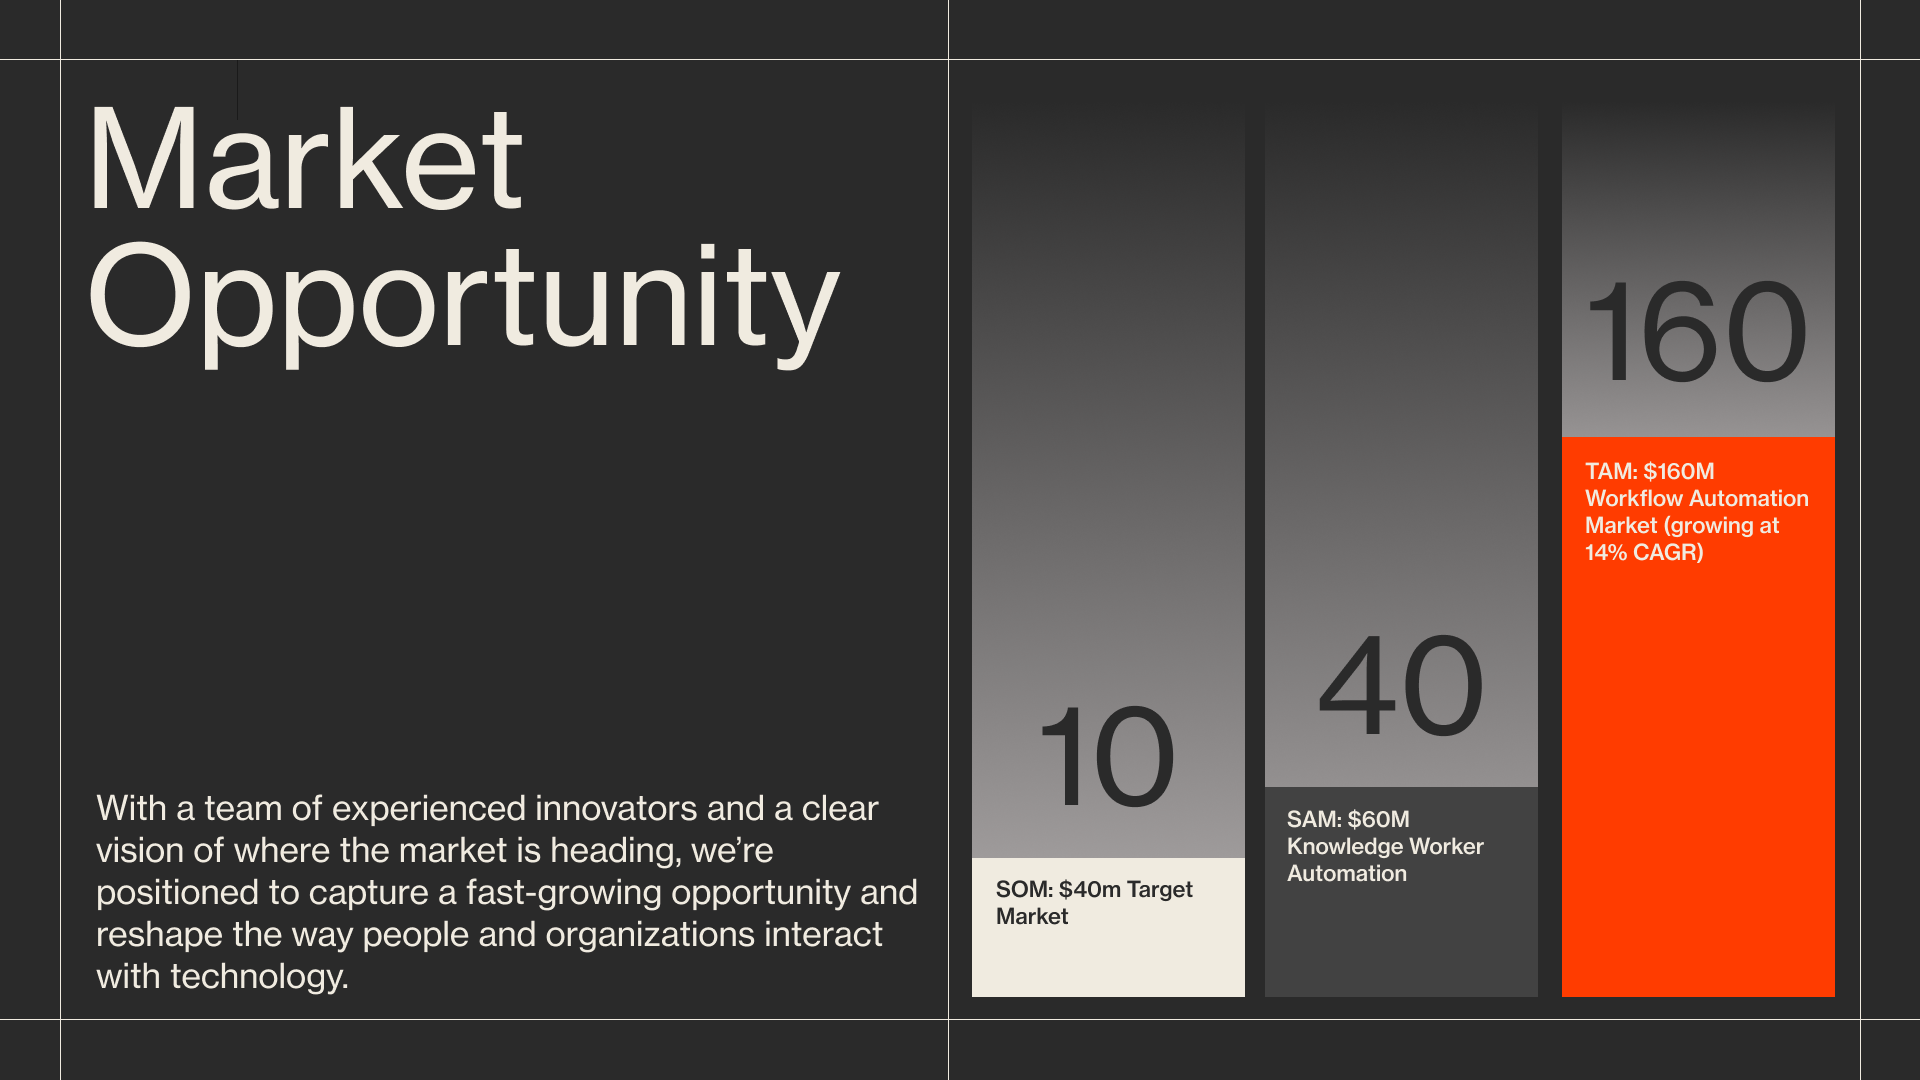 Market
Opportunity
With a team of experienced innovators and a clear
vision of where the market is heading, we’re
positioned to capture a fast-growing opportunity and
reshape the way people and organizations interact
with technology.
10
SOM: $40m Target
Market
40
SAM: $60M
Knowledge Worker
Automation
160
TAM: $160M
Workflow Automation
Market (growing at
14% CAGR)